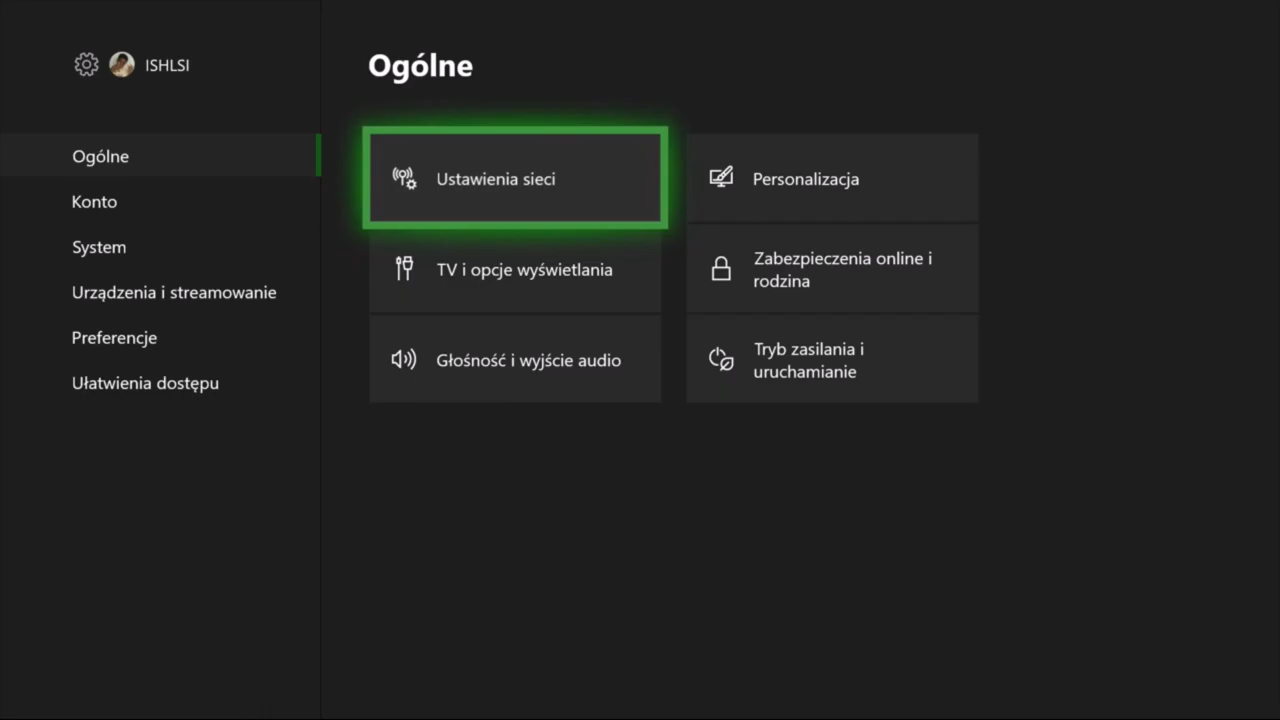 ISHLSI
Ogólne
Konto
System
Urządzenia i streamowanie
Preferencje
Ułatwienia dostępu
Ogólne
Ustawienia sieci
Personalizacja
TV i opcje wyświetlania
Zabezpieczenia online i
rodzina
Głośność i wyjście audio
Tryb zasilania i
uruchamianie